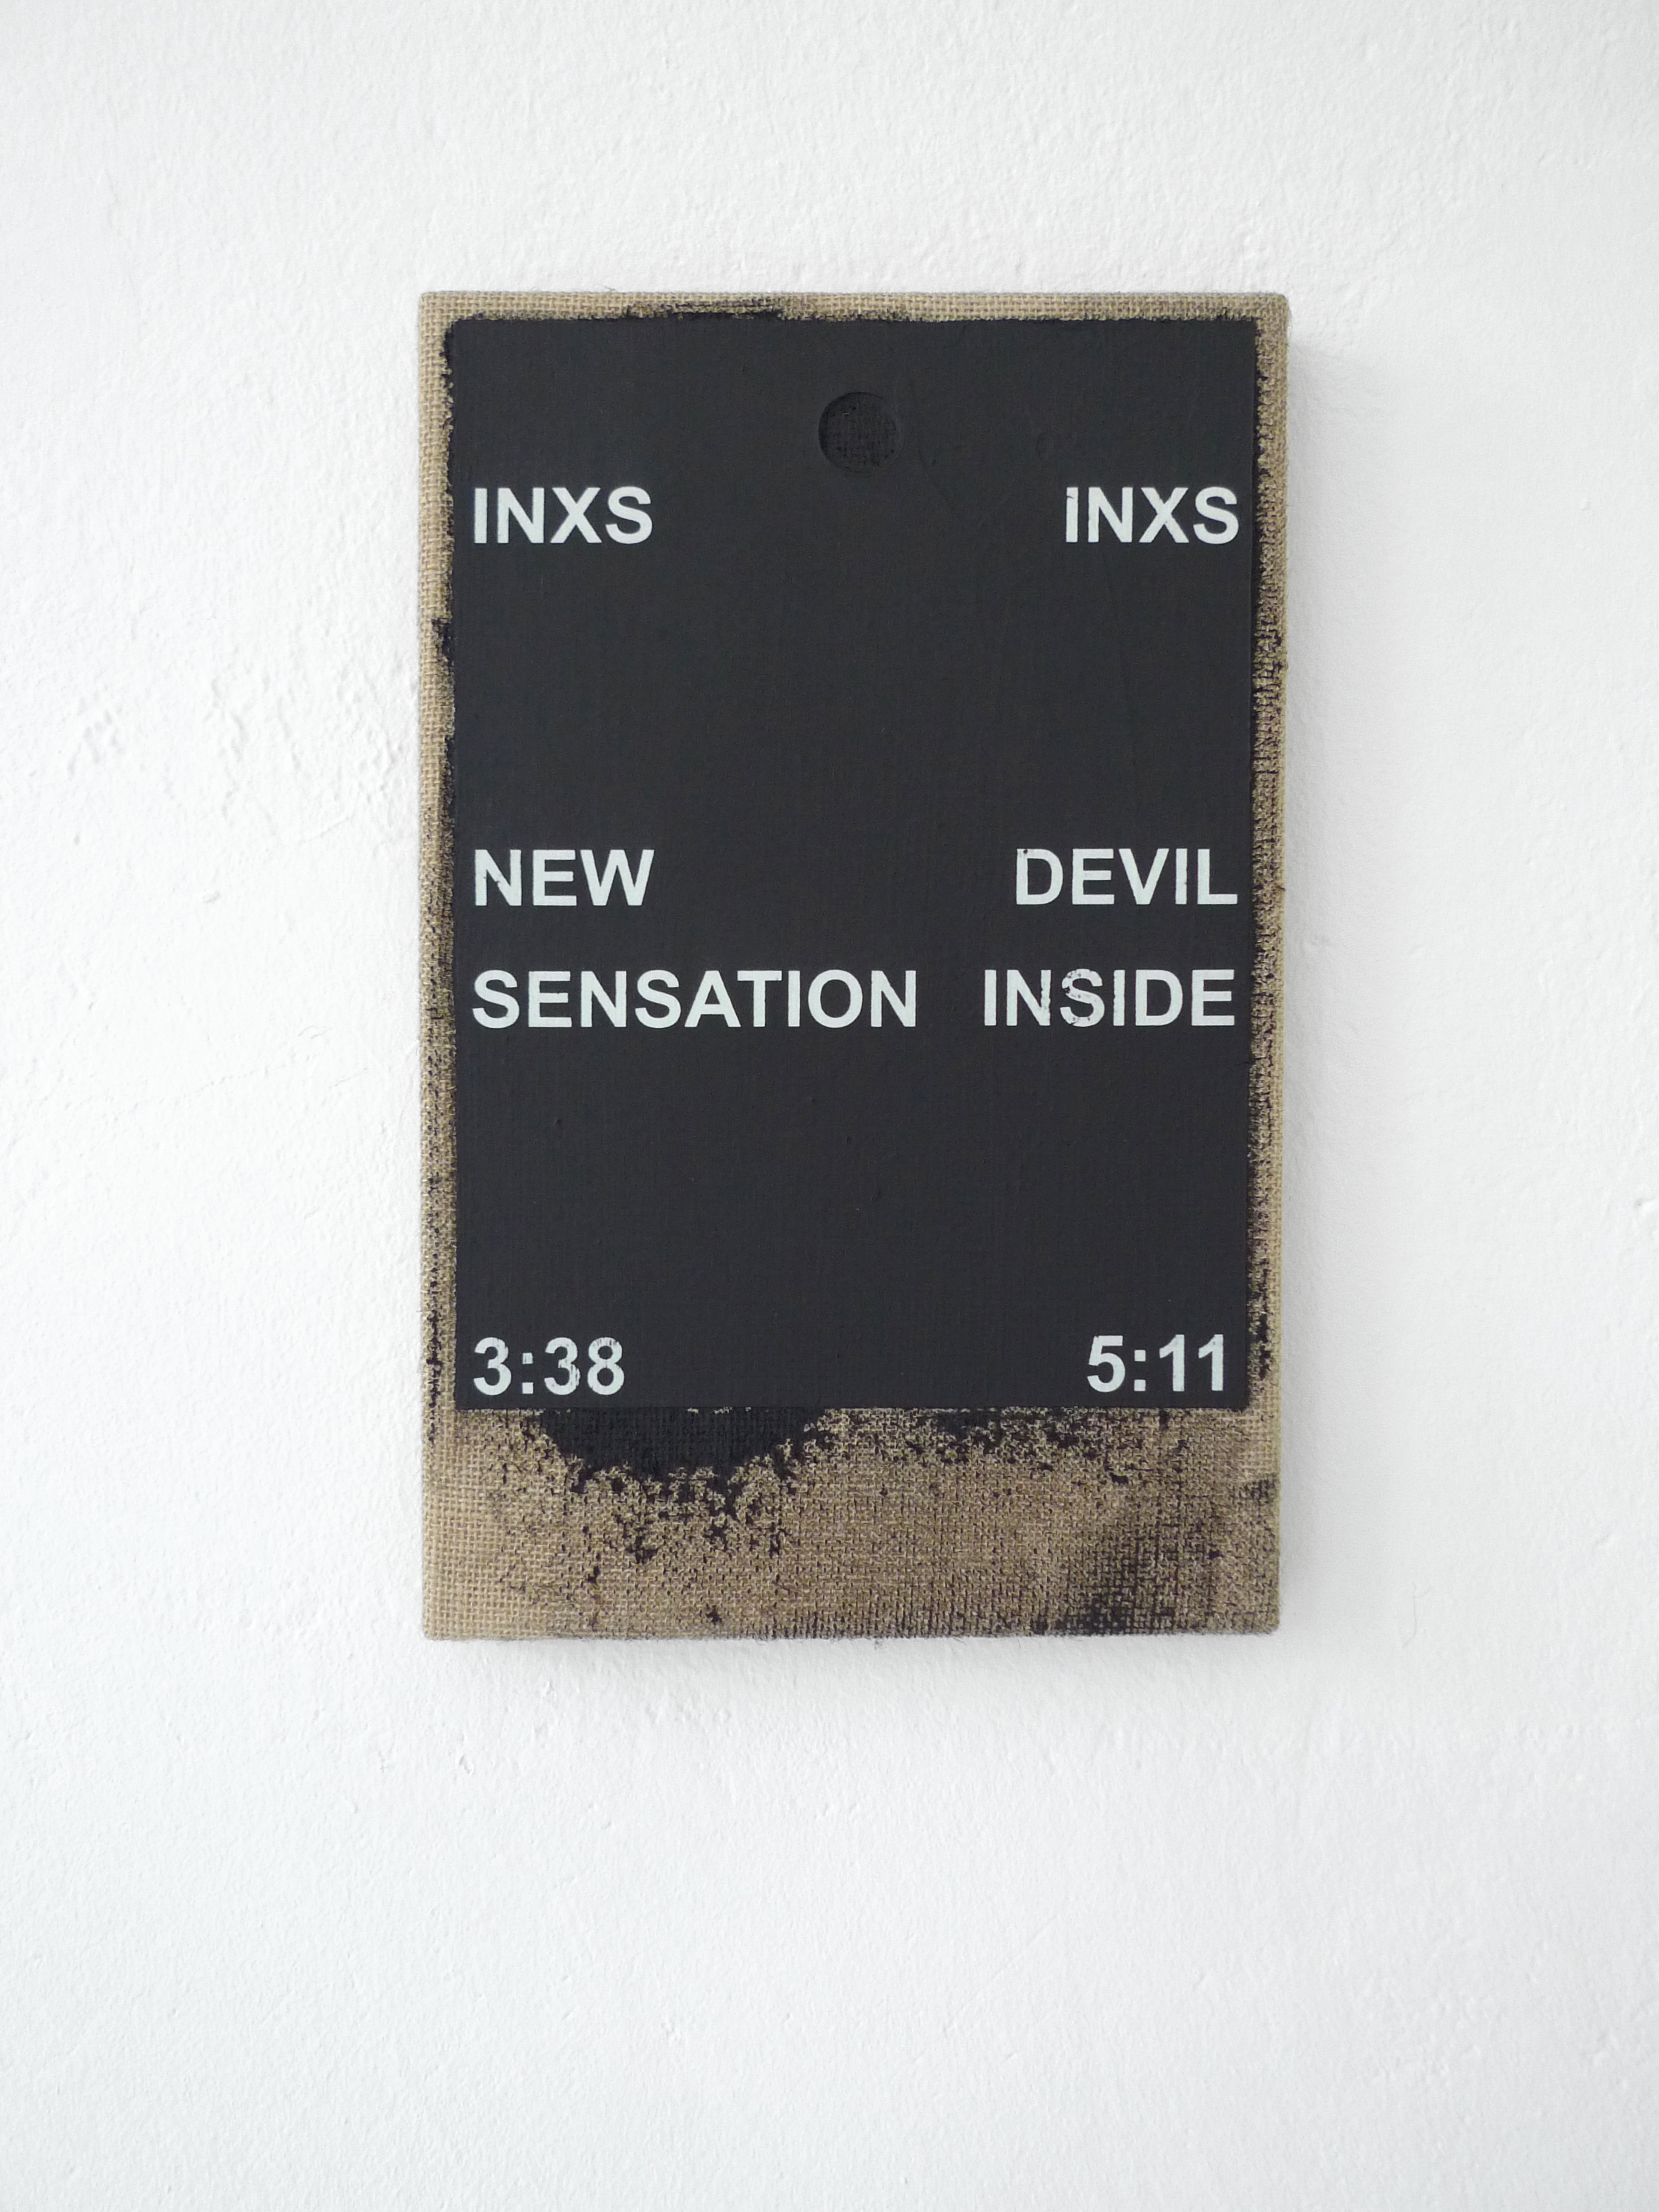 INXS INXS
NEW DEVIL
SENSATION INSIDE
3:38 5:11